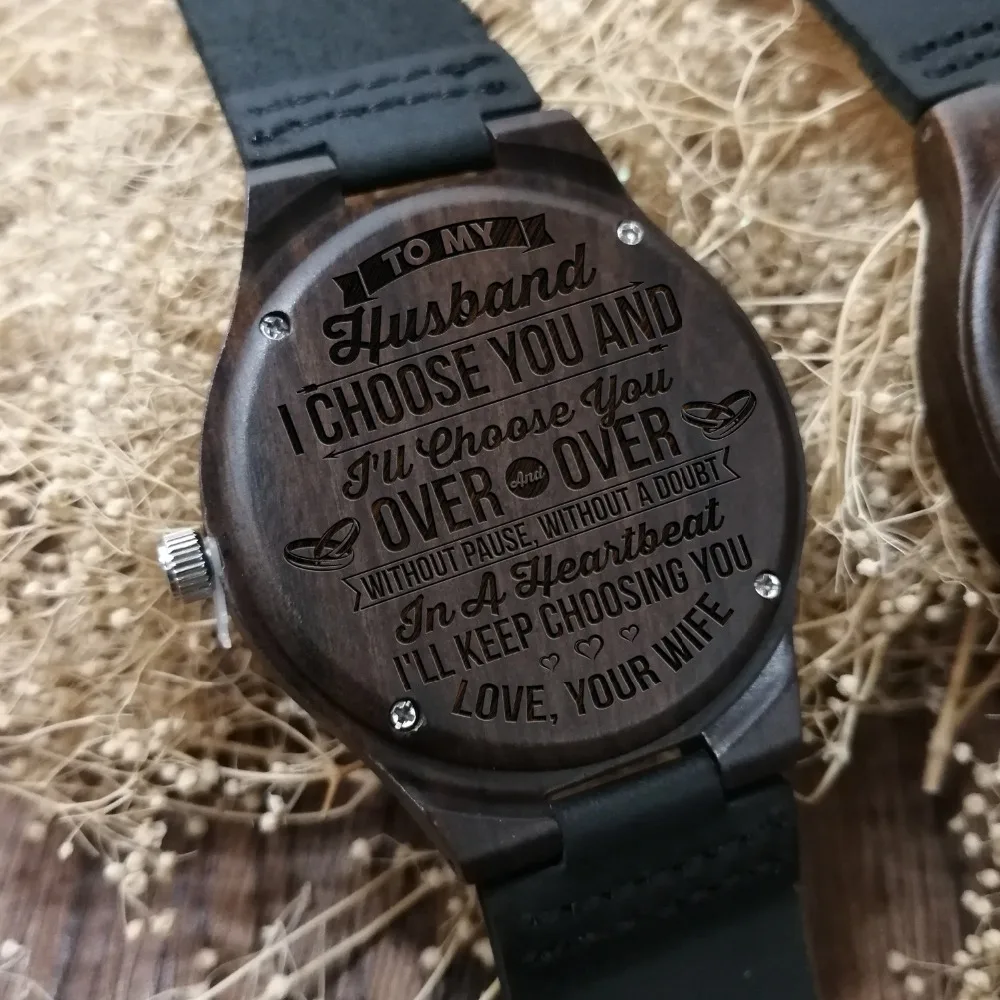 TO MY
Husband
I CHOOSE YOU AND
I'll Choose You
OVER And OVER
WITHOUT PAUSE, WITHOUT A DOUBT
In A Heartbeat
I'LL KEEP CHOOSING YOU
LOVE, YOUR WIFE